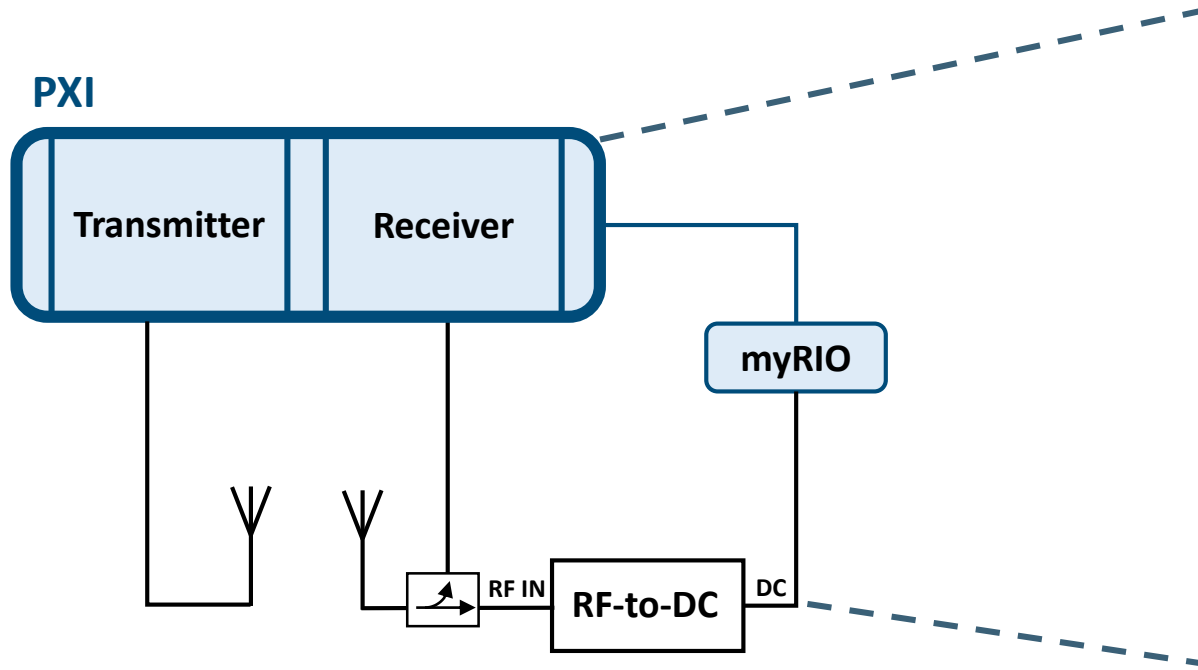 PXI
Transmitter
Receiver
myRIO
RF IN
RF-to-DC
DC